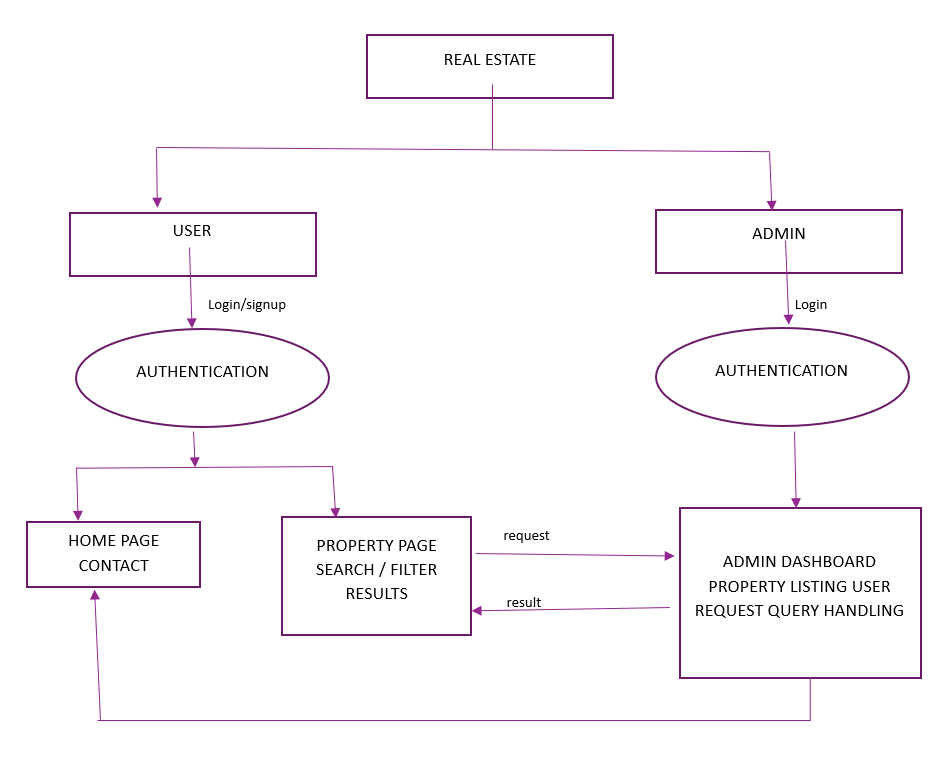 REAL ESTATE
USER
ADMIN
Login/signup
Login
AUTHENTICATION
AUTHENTICATION
HOME PAGE
CONTACT
PROPERTY PAGE
SEARCH / FILTER
RESULTS
request
result
ADMIN DASHBOARD
PROPERTY LISTING USER
REQUEST QUERY HANDLING